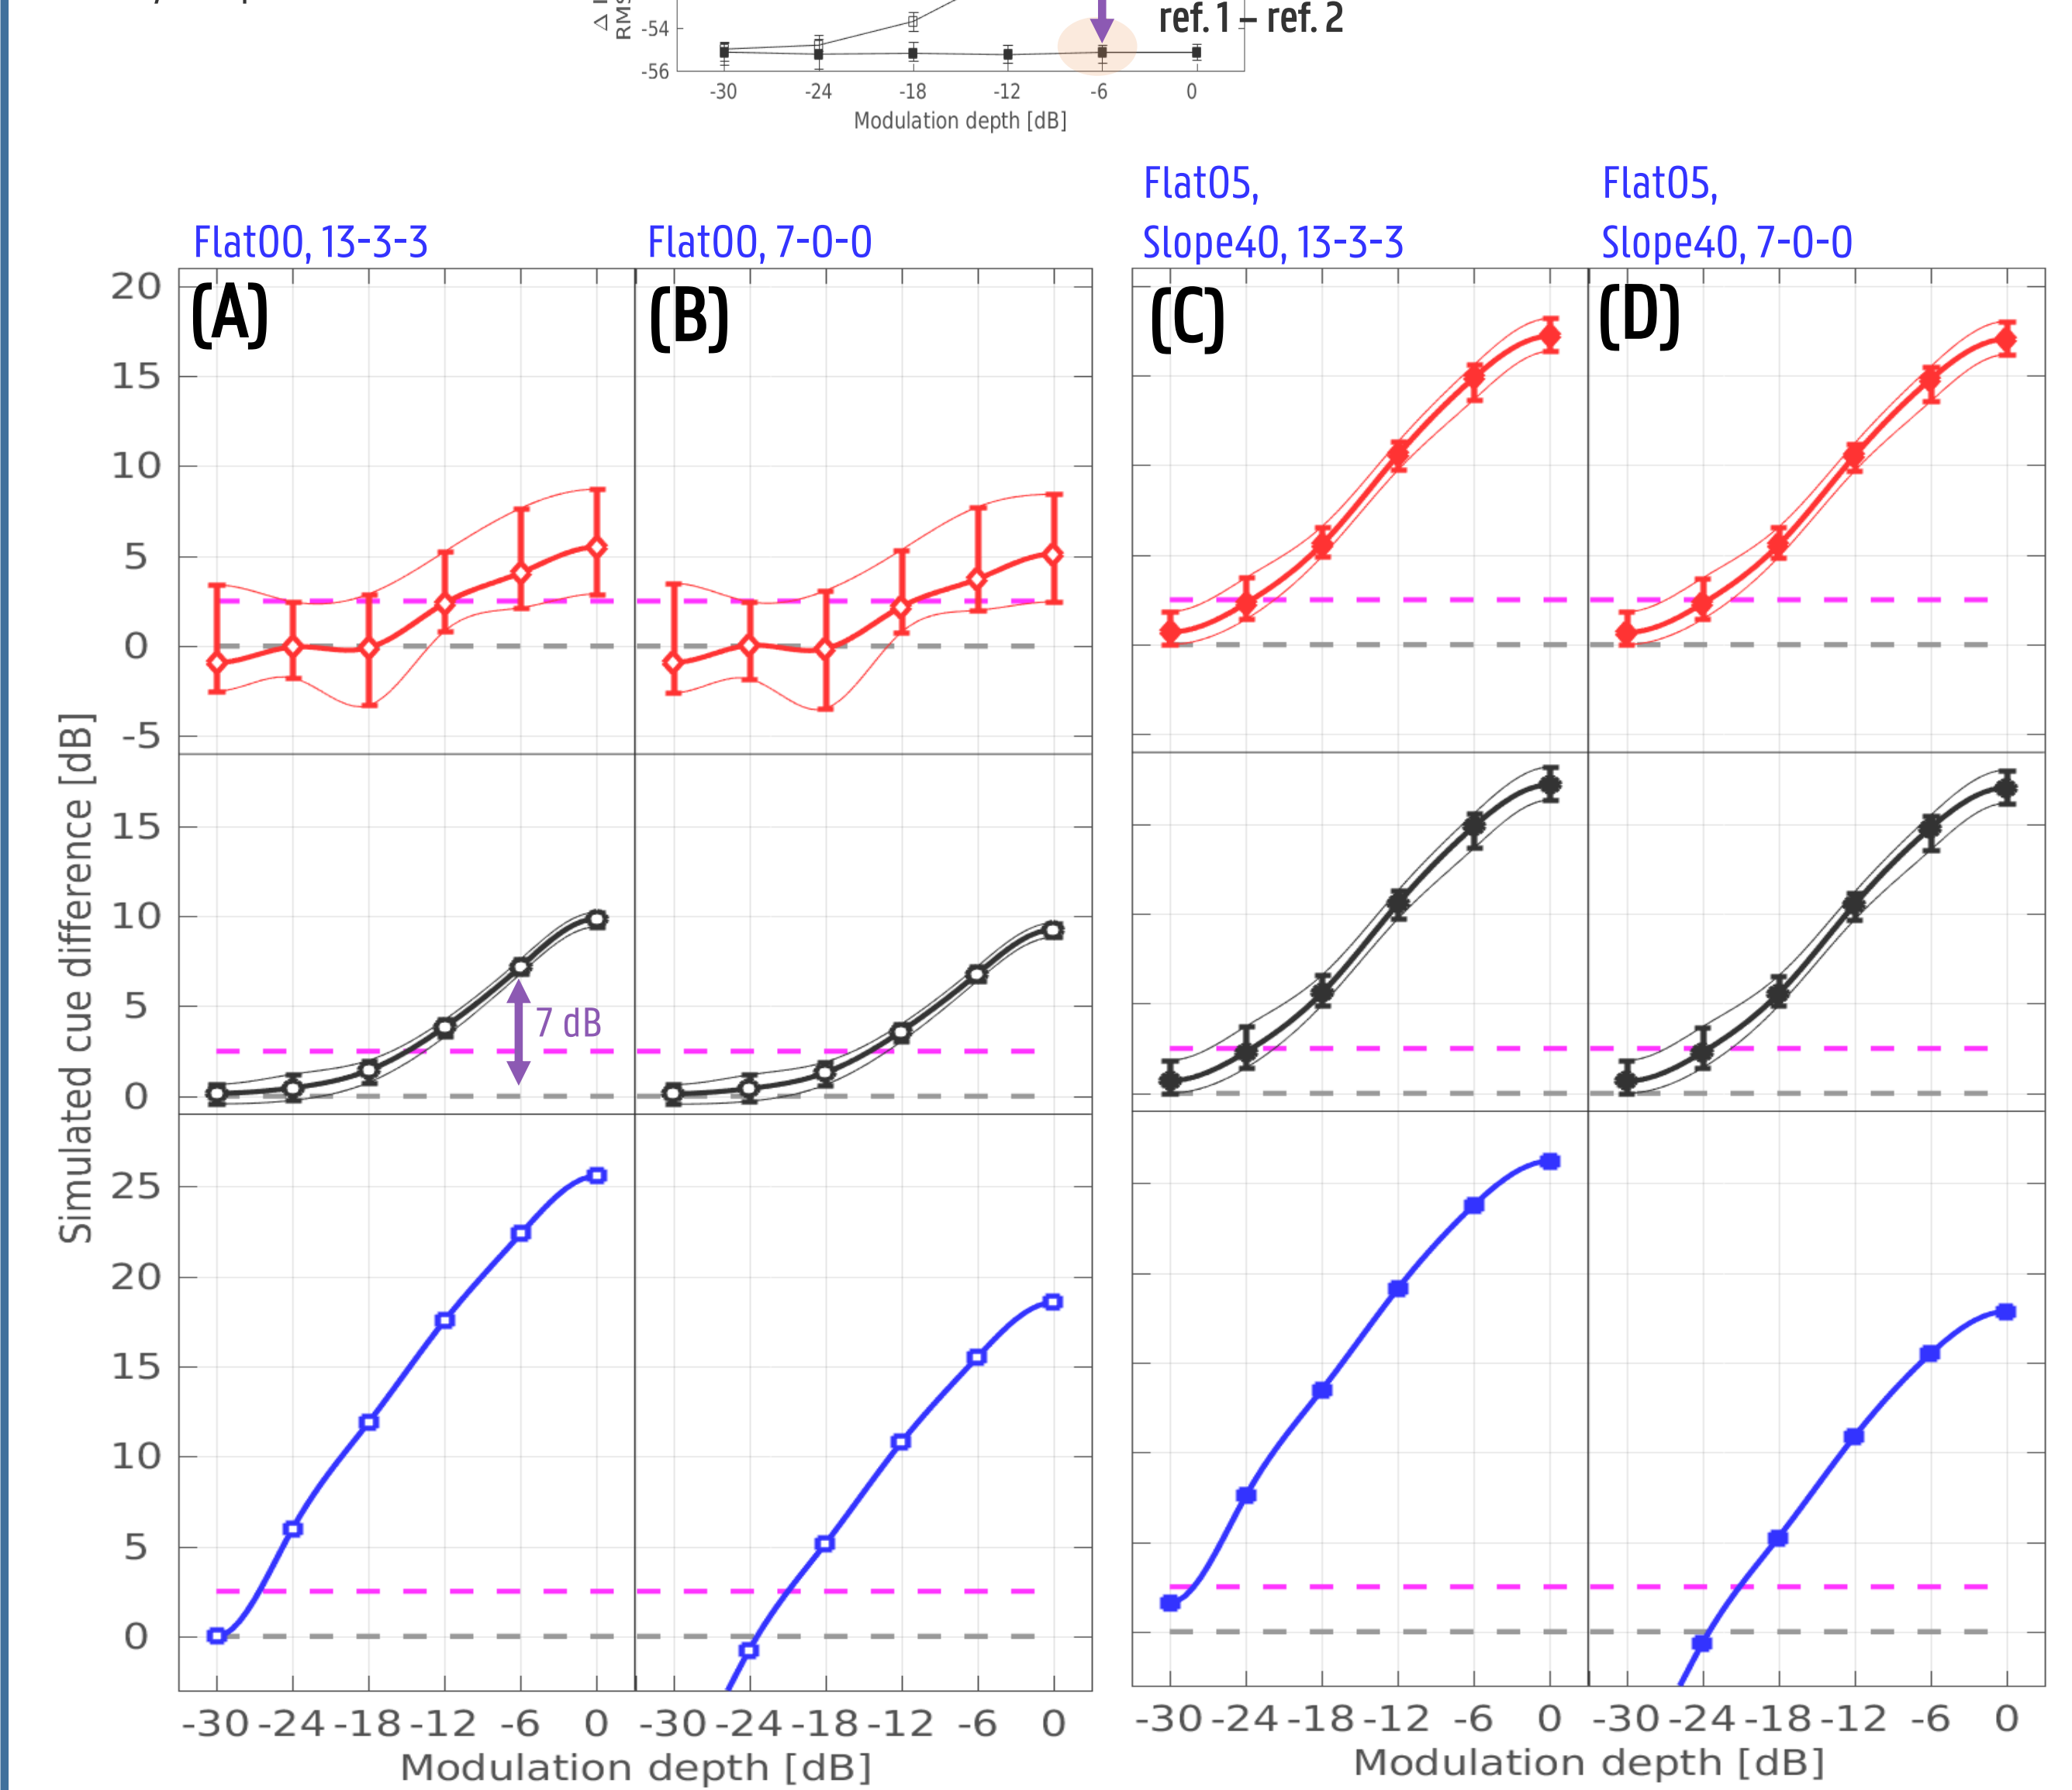 Δ
RMS
ref. 1 – ref. 2
-54
-56
-30 -24 -18 -12 -6 0
Modulation depth [dB]
Flat00, 13-3-3
Flat00, 7-0-0
Flat05,
Slope40, 13-3-3
Flat05,
Slope40, 7-0-0
(A)
(B)
(C)
(D)
Simulated cue difference [dB]
20
15
10
5
0
-5
15
10
5
0
7 dB
25
20
15
10
5
0
-30 -24 -18 -12 -6 0 -30 -24 -18 -12 -6 0
Modulation depth [dB]
-30 -24 -18 -12 -6 0 -30 -24 -18 -12 -6 0
Modulation depth [dB]